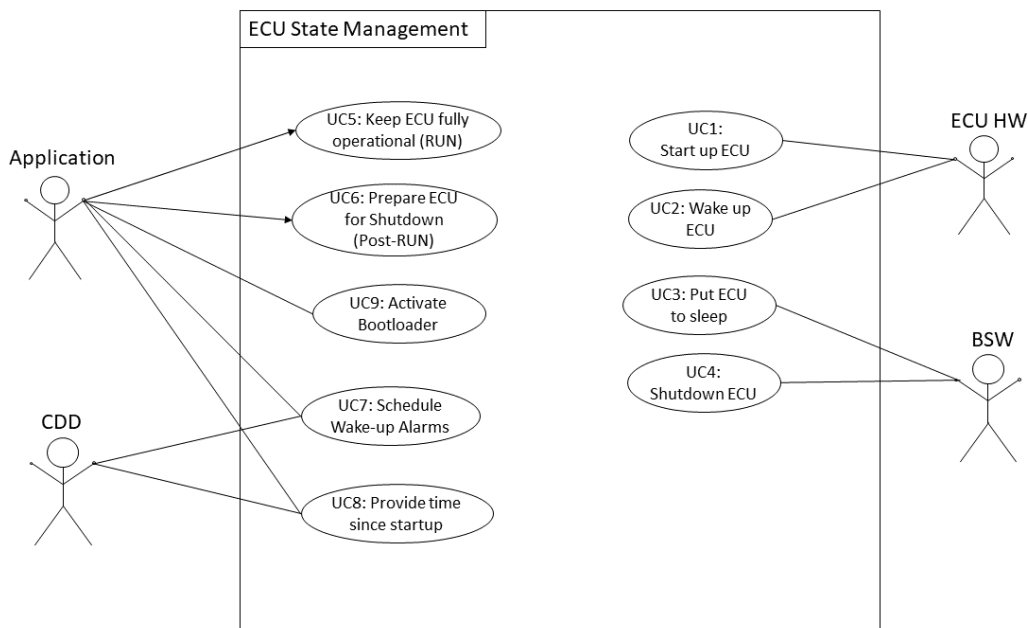 ECU State Management
Application
UC5: Keep ECU fully
operational (RUN)
UC6: Prepare ECU
for Shutdown
(Post-RUN)
UC9: Activate
Bootloader
CDD
UC7: Schedule
Wake-up Alarms
UC8: Provide time
since startup
UC1:
Start up ECU
ECU HW
UC2: Wake up
ECU
UC3: Put ECU
to sleep
BSW
UC4:
Shutdown ECU